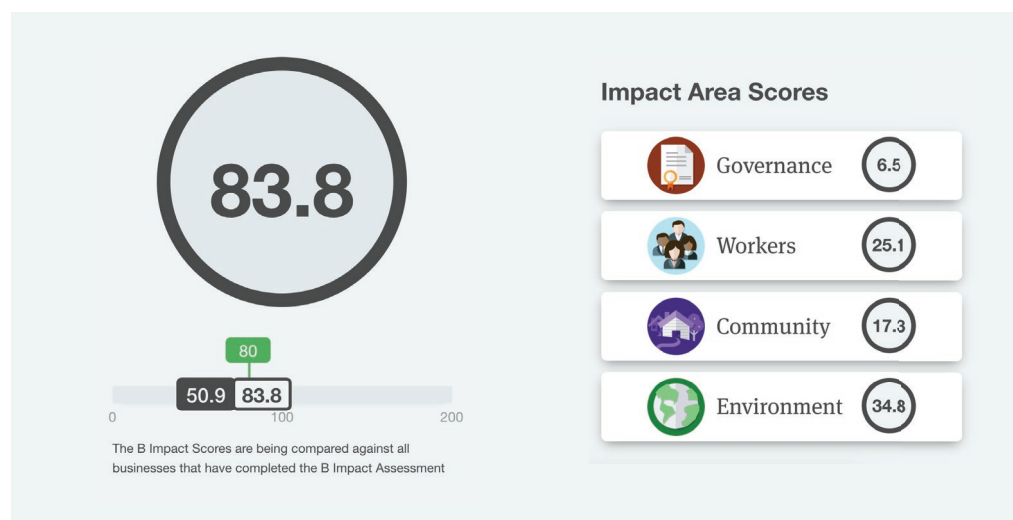 83.8
80
50.9 83.8
0 100 200
The B Impact Scores are being compared against all
businesses that have completed the B Impact Assessment
Impact Area Scores
Governance 6.5
Workers 25.1
Community 17.3
Environment 34.8